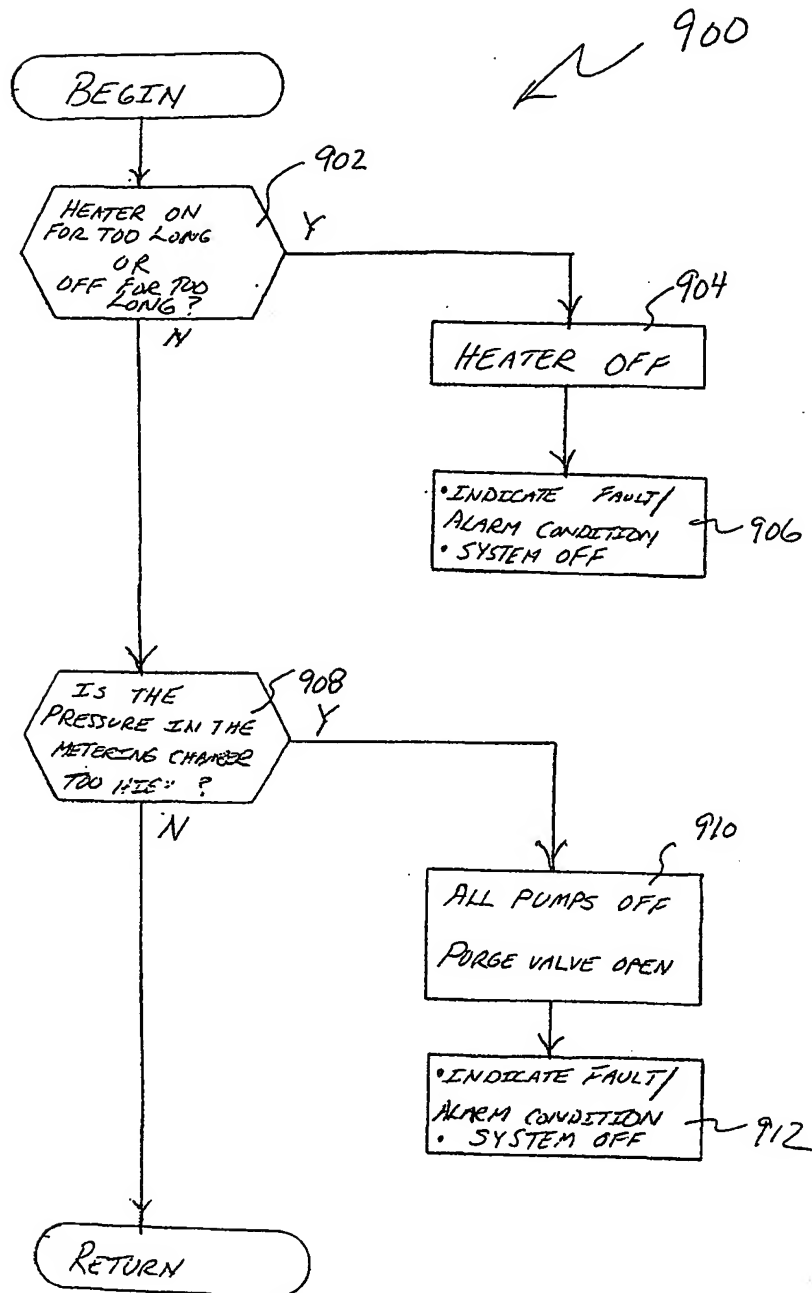 900
BEGIN
902
HEATER ON
FOR TOO LONG
OR
OFF FOR TOO
LONG?
Y
N
904
HEATER OFF
• INDICATE FAULT/
ALARM CONDITION
• SYSTEM OFF
906
908
IS THE
PRESSURE IN THE
METERING CHAMBER
TOO ?
Y
N
910
ALL PUMPS OFF
PURGE VALVE OPEN
• INDICATE FAULT/
ALARM CONDITION
• SYSTEM OFF
912
RETURN